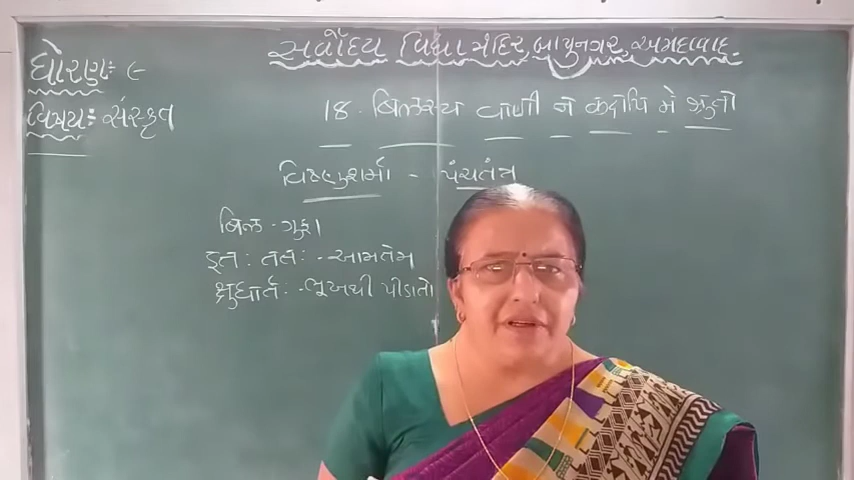 ધોરણઃ ૯
સર્વોદય વિદ્યામંદિર, બાપુનગર, અમદાવાદ.
વિષયઃ સંસ્કૃત
18. બિલસ્ય વાણી ન કદાપિ મે શ્રુતા
વિષ્ણુશર્મા - પંચતંત્ર
બિલ - ગુફા
ઇતઃ તતઃ - આમતેમ
ક્ષુધાર્તઃ - ભૂખથી પીડાતો